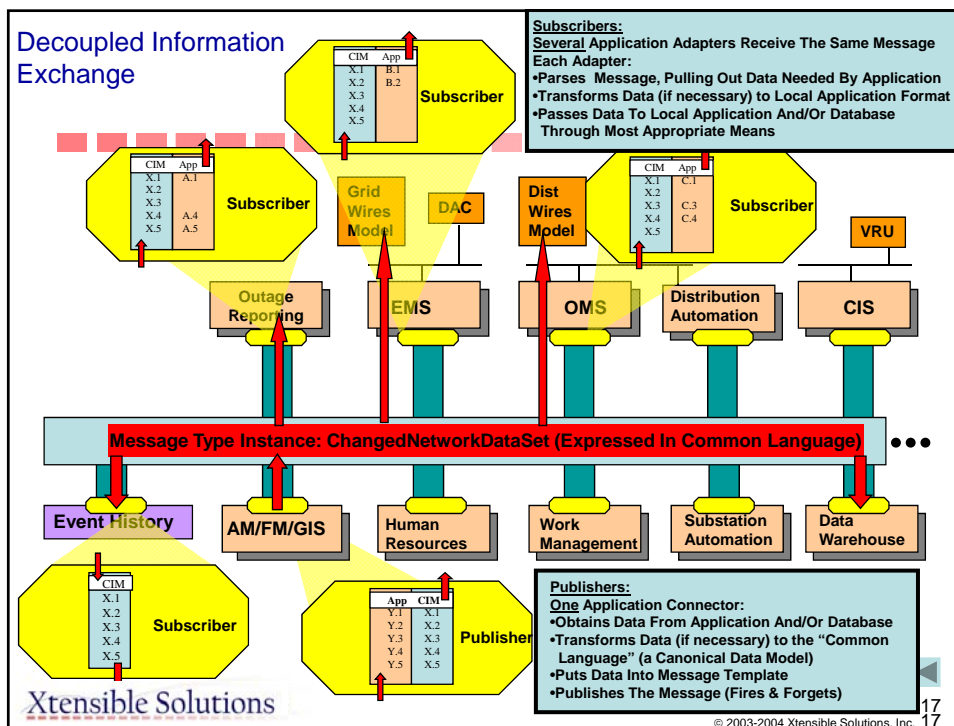 Decoupled Information
Exchange
Subscribers:
Several Application Adapters Receive The Same Message
Each Adapter:
•Parses Message, Pulling Out Data Needed By Application
•Transforms Data (if necessary) to Local Application Format
•Passes Data To Local Application And/Or Database
Through Most Appropriate Means
CIM App
X.1 B.1
X.2 B.2
X.3
X.4
X.5
Subscriber
CIM App
X.1 A.1
X.2
X.3
X.4 A.4
X.5 A.5
Subscriber
CIM App
X.1 C.1
X.2
X.3 C.3
X.4 C.4
X.5
Subscriber
Grid
Wires
Model
DAC
Dist
Wires
Model
VRU
Outage
Reporting
EMS
OMS
Distribution
Automation
CIS
Message Type Instance: ChangedNetworkDataSet (Expressed In Common Language)
•••
Event History
AM/FM/GIS
Human
Resources
Work
Management
Substation
Automation
Data
Warehouse
CIM
X.1
X.2
X.3
X.4
X.5
Subscriber
App CIM
Y.1 X.1
Y.2 X.2
Y.3 X.3
Y.4 X.4
Y.5 X.5
Publisher
Publishers:
One Application Connector:
•Obtains Data From Application And/Or Database
•Transforms Data (if necessary) to the “Common
Language” (a Canonical Data Model)
•Puts Data Into Message Template
•Publishes The Message (Fires & Forgets)
Xtensible Solutions
17
© 2003-2004 Xtensible Solutions, Inc. 17